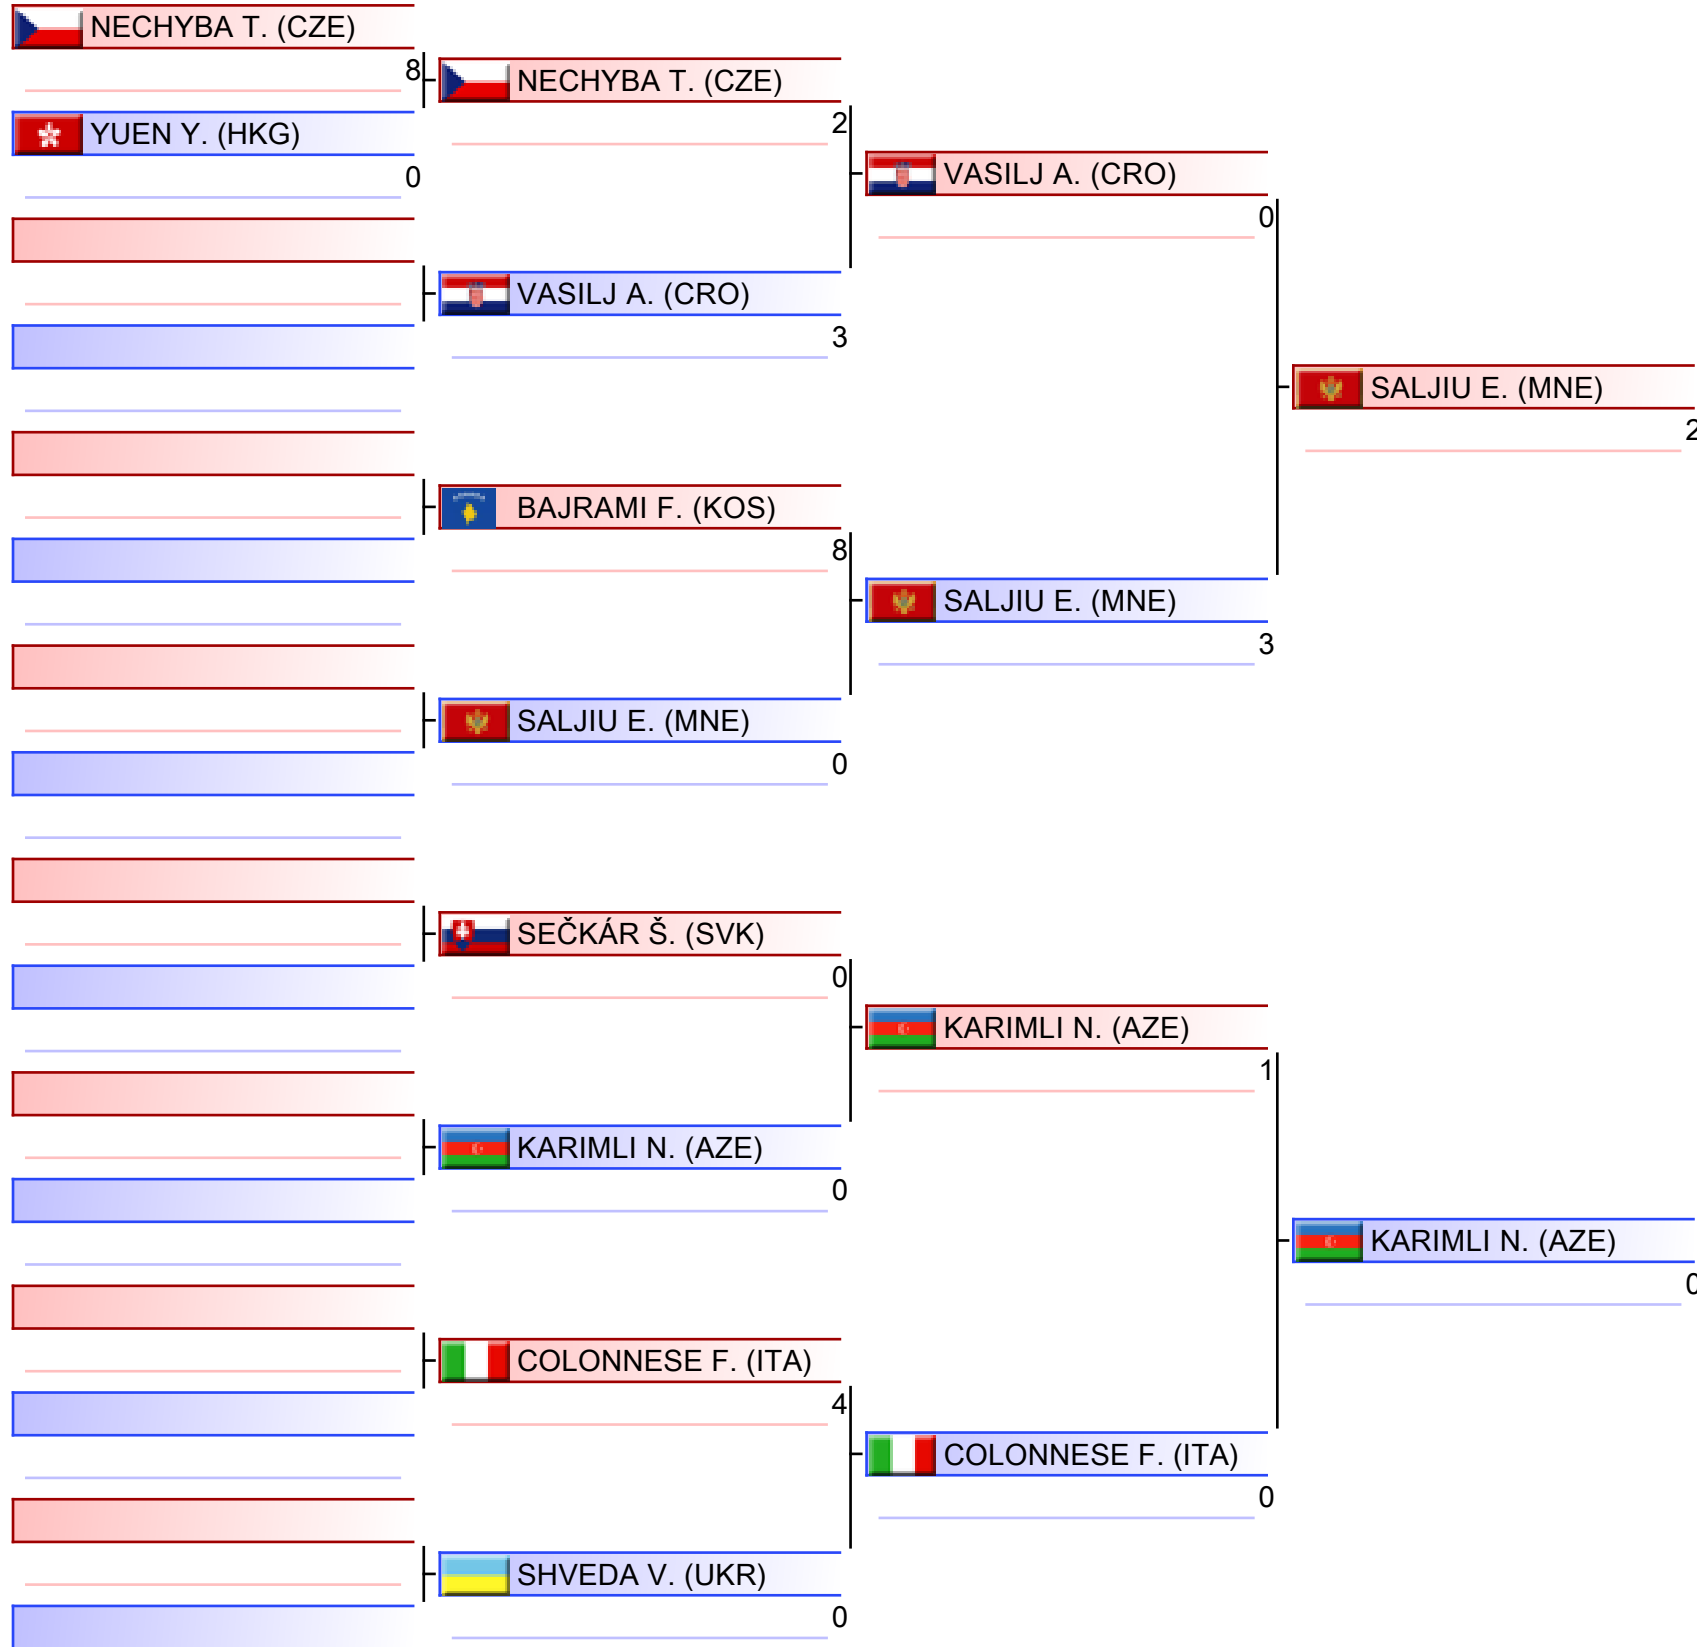 NECHYBA T. (CZE)
8
YUEN Y. (HKG)
0
NECHYBA T. (CZE)
2
VASILJ A. (CRO)
3
BAJRAMI F. (KOS)
8
SALJIU E. (MNE)
0
SEČKÁR Š. (SVK)
0
KARIMLI N. (AZE)
0
COLONNESE F. (ITA)
4
SHVEDA V. (UKR)
0
VASILJ A. (CRO)
0
SALJIU E. (MNE)
3
KARIMLI N. (AZE)
1
COLONNESE F. (ITA)
0
SALJIU E. (MNE)
2
KARIMLI N. (AZE)
0